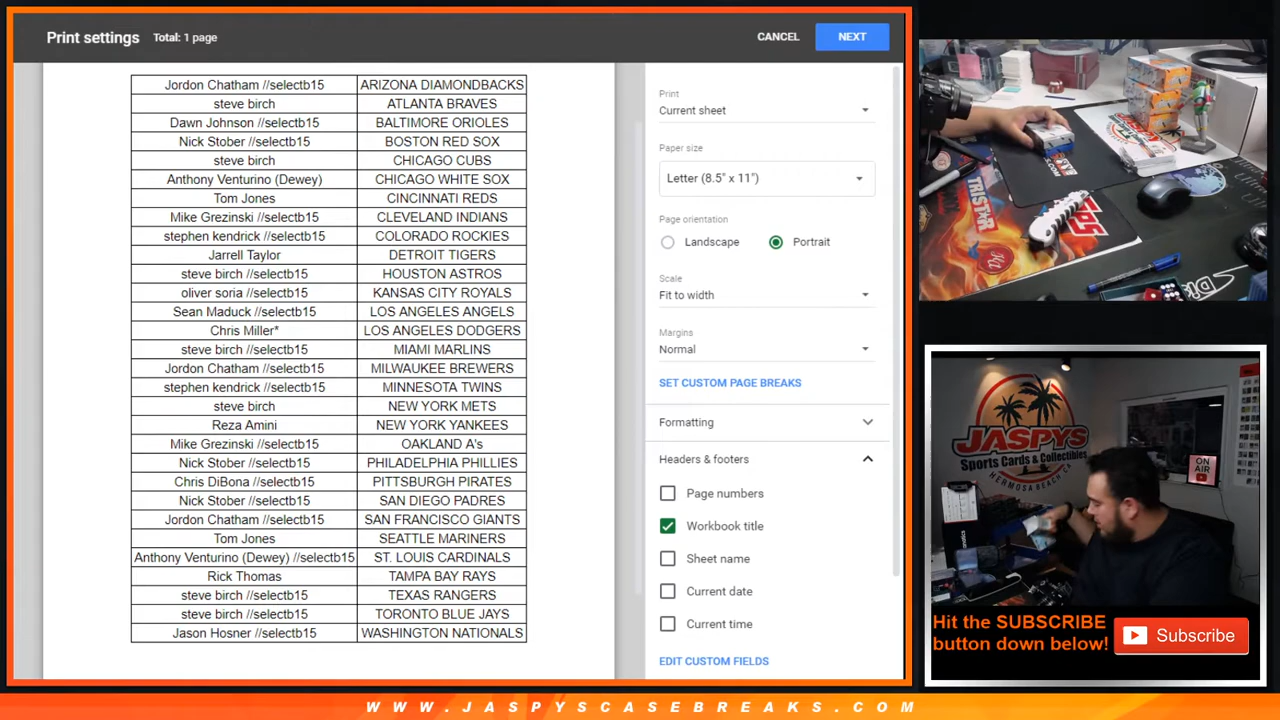 Print settings Total: 1 page CANCEL NEXT
Jordon Chatham //selectb15 ARIZONA DIAMONDBACKS
steve birch ATLANTA BRAVES
Dawn Johnson //selectb15 BALTIMORE ORIOLES
Nick Stober //selectb15 BOSTON RED SOX
steve birch CHICAGO CUBS
Anthony Venturino (Dewey) CHICAGO WHITE SOX
Tom Jones CINCINNATI REDS
Mike Grezinski //selectb15 CLEVELAND INDIANS
stephen kendrick //selectb15 COLORADO ROCKIES
Jarrell Taylor DETROIT TIGERS
steve birch //selectb15 HOUSTON ASTROS
oliver soria //selectb15 KANSAS CITY ROYALS
Sean Maduck //selectb15 LOS ANGELES ANGELS
Chris Miller* LOS ANGELES DODGERS
steve birch //selectb15 MIAMI MARLINS
Jordon Chatham //selectb15 MILWAUKEE BREWERS
stephen kendrick //selectb15 MINNESOTA TWINS
steve birch NEW YORK METS
Reza Amini NEW YORK YANKEES
Mike Grezinski //selectb15 OAKLAND A's
Nick Stober //selectb15 PHILADELPHIA PHILLIES
Chris DiBona //selectb15 PITTSBURGH PIRATES
Nick Stober //selectb15 SAN DIEGO PADRES
Jordon Chatham //selectb15 SAN FRANCISCO GIANTS
Tom Jones SEATTLE MARINERS
Anthony Venturino (Dewey) //selectb15 ST. LOUIS CARDINALS
Rick Thomas TAMPA BAY RAYS
steve birch //selectb15 TEXAS RANGERS
steve birch //selectb15 TORONTO BLUE JAYS
Jason Hosner //selectb15 WASHINGTON NATIONALS
Print
Current sheet
Paper size
Letter (8.5" x 11")
Page orientation
Landscape Portrait
Scale
Fit to width
Margins
Normal
SET CUSTOM PAGE BREAKS
Formatting
Headers & footers
Page numbers
Workbook title
Sheet name
Current date
Current time
EDIT CUSTOM FIELDS
TRISTAR
JASPYS
Sports Cards & Collectibles
HERMOSA BEACH, CA
ON
AIR
Hit the SUBSCRIBE
button down below!
Subscribe
WWW.JASPYSCASEBREAKS.COM